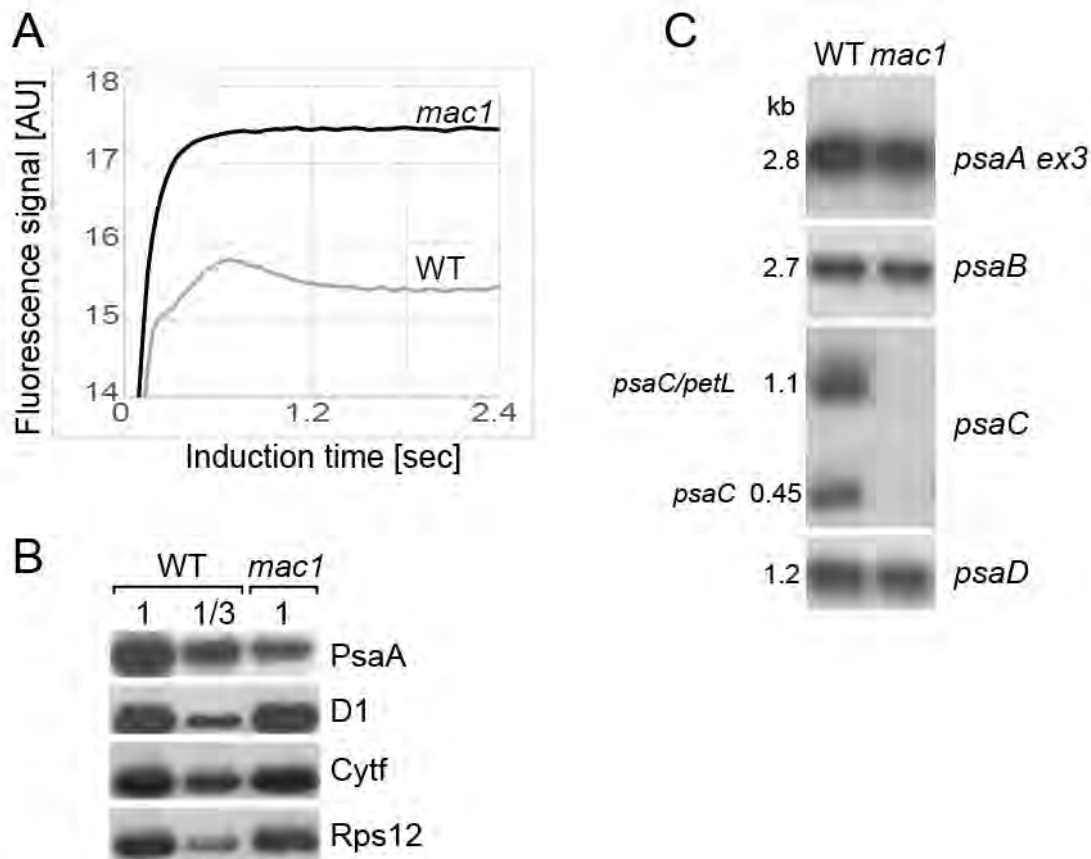 A
Fluorescence signal [AU]
18
17
16
15
14
mac1
WT
0 1.2 2.4
Induction time [sec]
B
WT mac1
1 1/3 1
PsaA
D1
Cytf
Rps12
C
WT mac1
kb
2.8 psaA ex3
2.7 psaB
psaC/petL 1.1
psaC
psaC 0.45
1.2 psaD